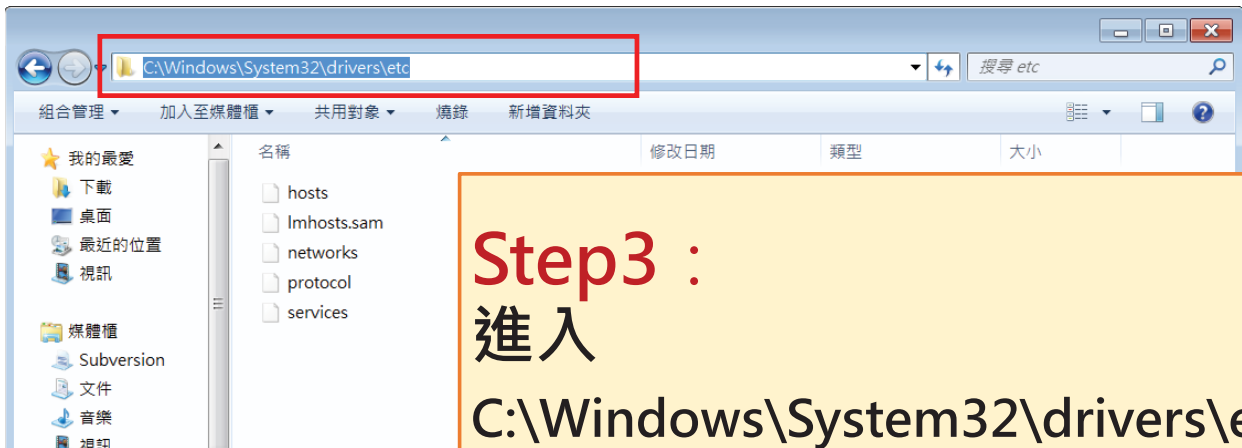 C:\Windows\System32\drivers\etc
搜尋 etc
組合管理 加入至媒體櫃 共用對象 燒錄 新增資料夾
名稱 修改日期 類型 大小
我的最愛
下載
桌面
最近的位置
視訊
媒體櫃
Subversion
文件
音樂
視訊
hosts
lmhosts.sam
networks
protocol
services
Step3：
進入
C:\Windows\System32\drivers\e